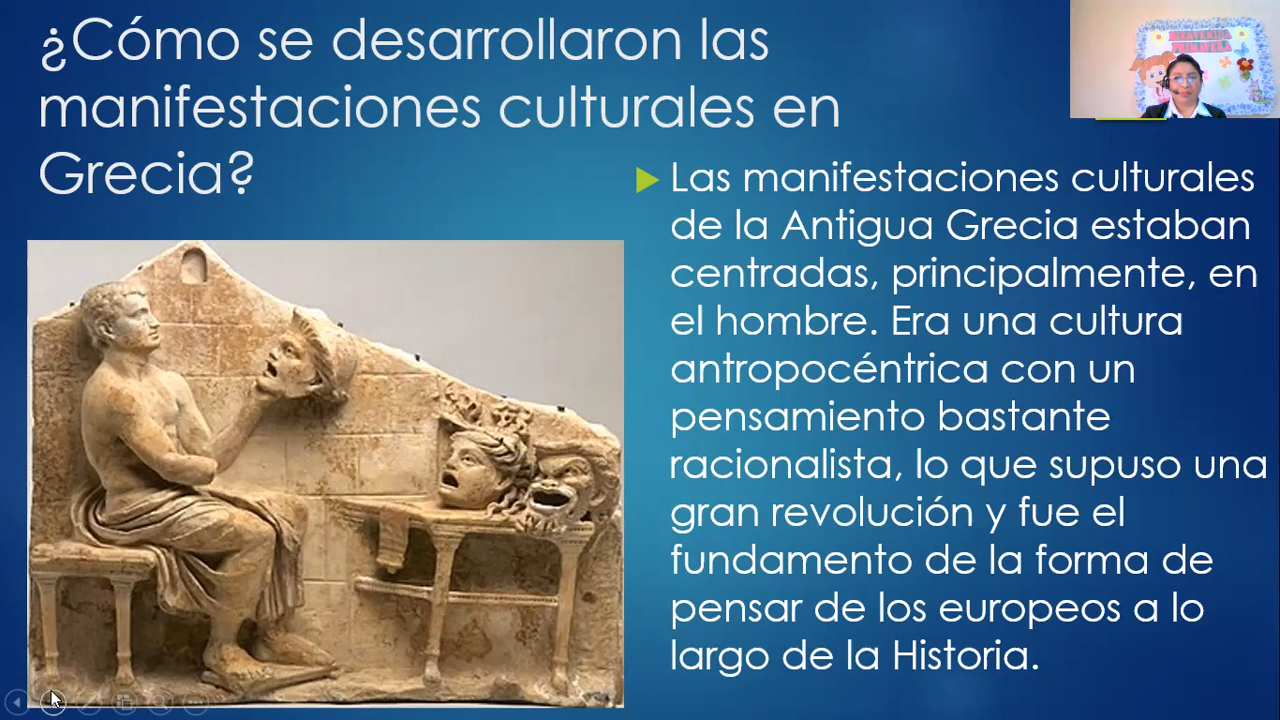 ¿Cómo se desarrollaron las
manifestaciones culturales en
Grecia?
BIENVENIDA
PRIMAVERA
Las manifestaciones culturales
de la Antigua Grecia estaban
centradas, principalmente, en
el hombre. Era una cultura
antropocéntrica con un
pensamiento bastante
racionalista, lo que supuso una
gran revolución y fue el
fundamento de la forma de
pensar de los europeos a lo
largo de la Historia.